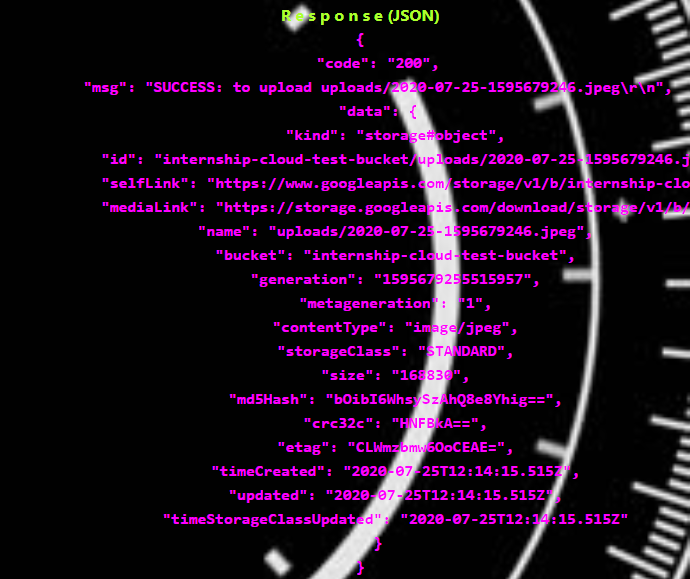 Response (JSON)
{
"code": "200",
"msg": "SUCCESS: to upload uploads/2020-07-25-1595679246.jpeg\r\n",
"data": {
"kind": "storage#object",
"id": "internship-cloud-test-bucket/uploads/2020-07-25-1595679246.j
"selfLink": "https://www.googleapis.com/storage/v1/b/internship-clo
"mediaLink": "https://storage.googleapis.com/download/storage/v1/b/
"name": "uploads/2020-07-25-1595679246.jpeg",
"bucket": "internship-cloud-test-bucket",
"generation": "1595679255515957",
"metageneration": "1",
"contentType": "image/jpeg",
"storageClass": "STANDARD",
"size": "168830",
"md5Hash": "bOibI6WhsySzAhQ8e8Yhig==",
"crc32c": "HNFBkA==",
"etag": "CLWmzbmw6OoCEAE=",
"timeCreated": "2020-07-25T12:14:15.515Z",
"updated": "2020-07-25T12:14:15.515Z",
"timeStorageClassUpdated": "2020-07-25T12:14:15.515Z"
}
}